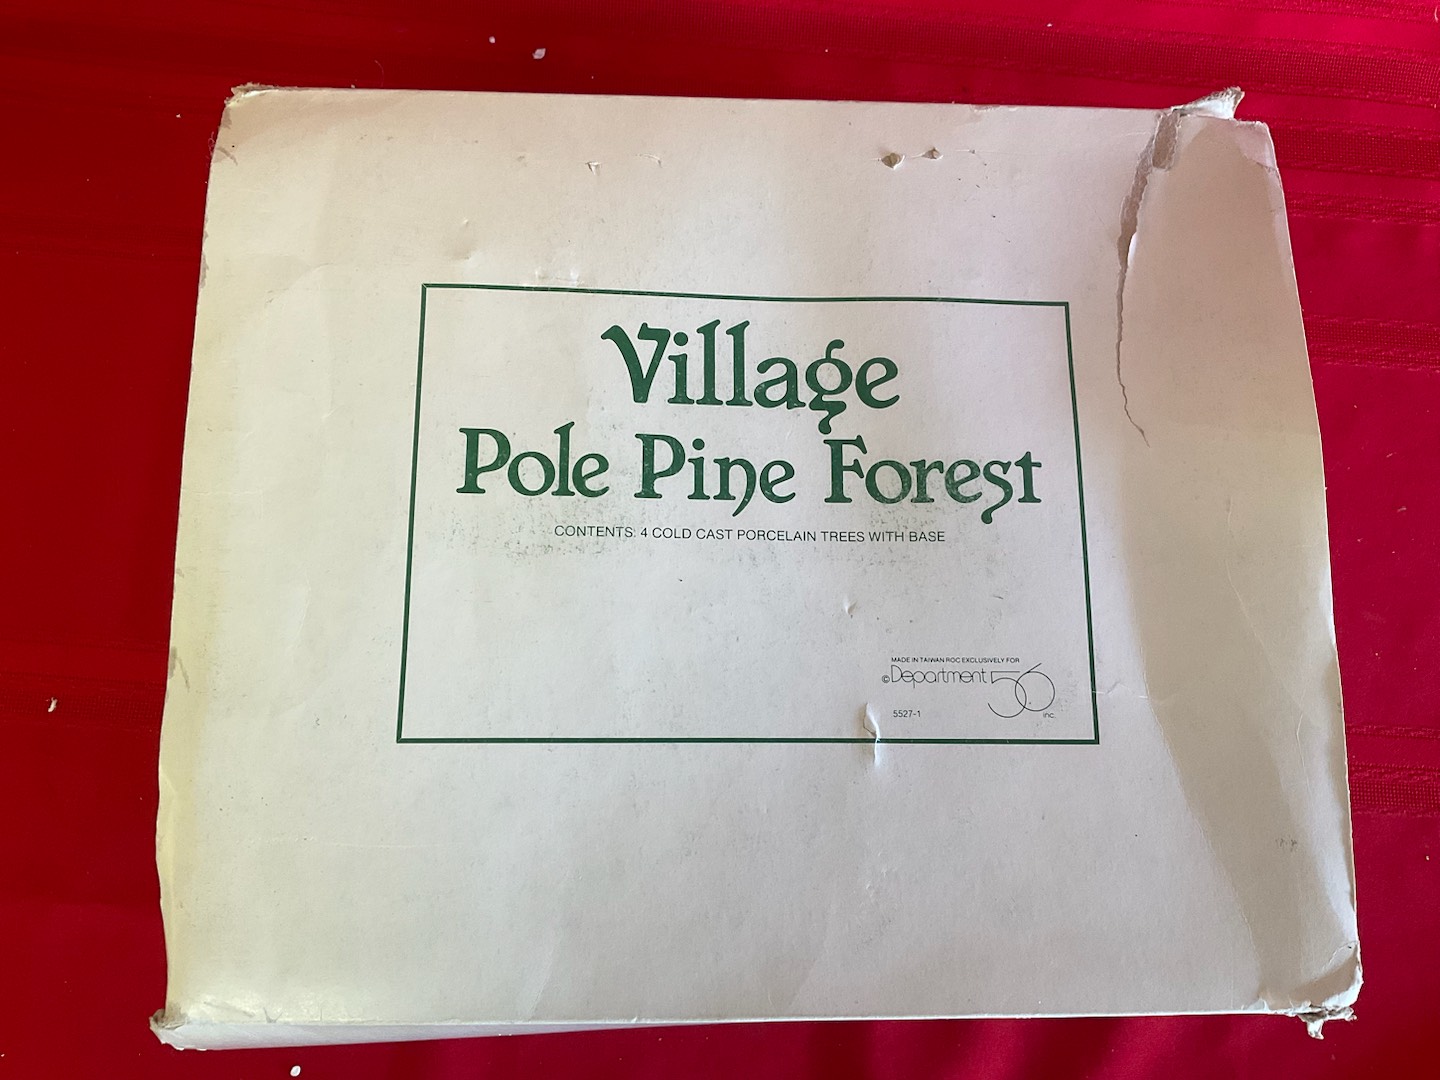 Village
Pole Pine Forest
CONTENTS: 4 COLD CAST PORCELAIN TREES WITH BASE
MADE IN TAIWAN ROC EXCLUSIVELY FOR
©Department 56
inc.
5527-1